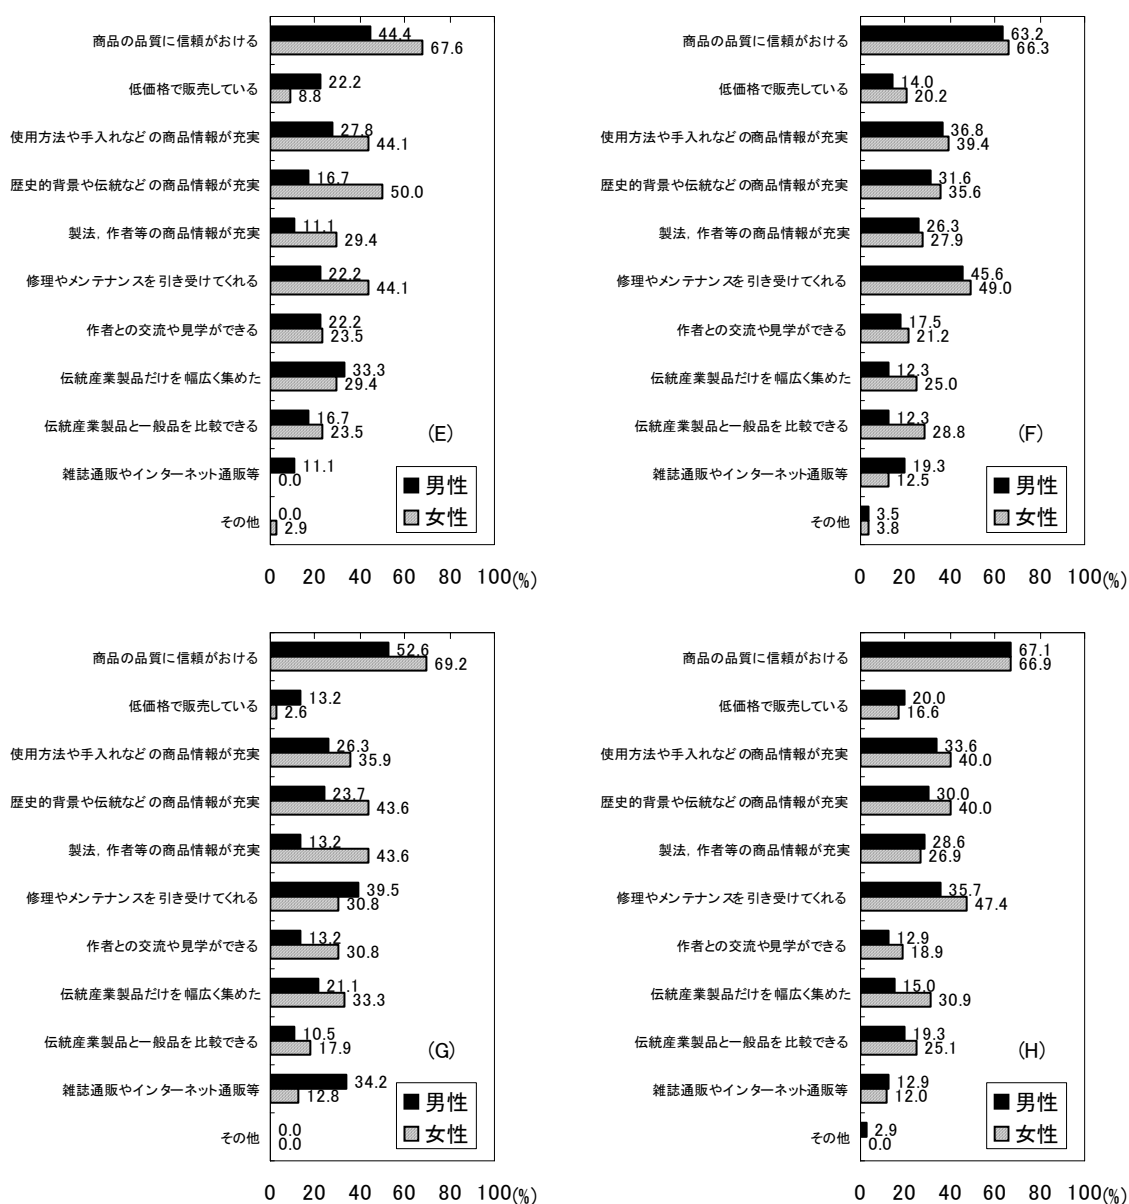 商品の品質に信頼がおける 44.4 67.6
低価格で販売している 22.2 8.8
使用方法や手入れなどの商品情報が充実 27.8 44.1
歴史的背景や伝統などの商品情報が充実 16.7 50.0
製法，作者等の商品情報が充実 11.1 29.4
修理やメンテナンスを引き受けてくれる 22.2 44.1
作者との交流や見学ができる 22.2 23.5
伝統産業製品だけを幅広く集めた 33.3 29.4
伝統産業製品と一般品を比較できる 16.7 23.5 (E)
雑誌通販やインターネット通販等 11.1 0.0
その他 0.0 2.9
男性
女性
0 20 40 60 80 100(%)
商品の品質に信頼がおける 63.2 66.3
低価格で販売している 14.0 20.2
使用方法や手入れなどの商品情報が充実 36.8 39.4
歴史的背景や伝統などの商品情報が充実 31.6 35.6
製法，作者等の商品情報が充実 26.3 27.9
修理やメンテナンスを引き受けてくれる 45.6 49.0
作者との交流や見学ができる 17.5 21.2
伝統産業製品だけを幅広く集めた 12.3 25.0
伝統産業製品と一般品を比較できる 12.3 28.8 (F)
雑誌通販やインターネット通販等 19.3 12.5
その他 3.5 3.8
男性
女性
0 20 40 60 80 100(%)
商品の品質に信頼がおける 52.6 69.2
低価格で販売している 13.2 2.6
使用方法や手入れなどの商品情報が充実 26.3 35.9
歴史的背景や伝統などの商品情報が充実 23.7 43.6
製法，作者等の商品情報が充実 13.2 43.6
修理やメンテナンスを引き受けてくれる 39.5 30.8
作者との交流や見学ができる 13.2 30.8
伝統産業製品だけを幅広く集めた 21.1 33.3
伝統産業製品と一般品を比較できる 10.5 17.9 (G)
雑誌通販やインターネット通販等 34.2 12.8
その他 0.0 0.0
男性
女性
0 20 40 60 80 100(%)
商品の品質に信頼がおける 67.1 66.9
低価格で販売している 20.0 16.6
使用方法や手入れなどの商品情報が充実 33.6 40.0
歴史的背景や伝統などの商品情報が充実 30.0 40.0
製法，作者等の商品情報が充実 28.6 26.9
修理やメンテナンスを引き受けてくれる 35.7 47.4
作者との交流や見学ができる 12.9 18.9
伝統産業製品だけを幅広く集めた 15.0 30.9
伝統産業製品と一般品を比較できる 19.3 25.1 (H)
雑誌通販やインターネット通販等 12.9 12.0
その他 2.9 0.0
男性
女性
0 20 40 60 80 100(%)